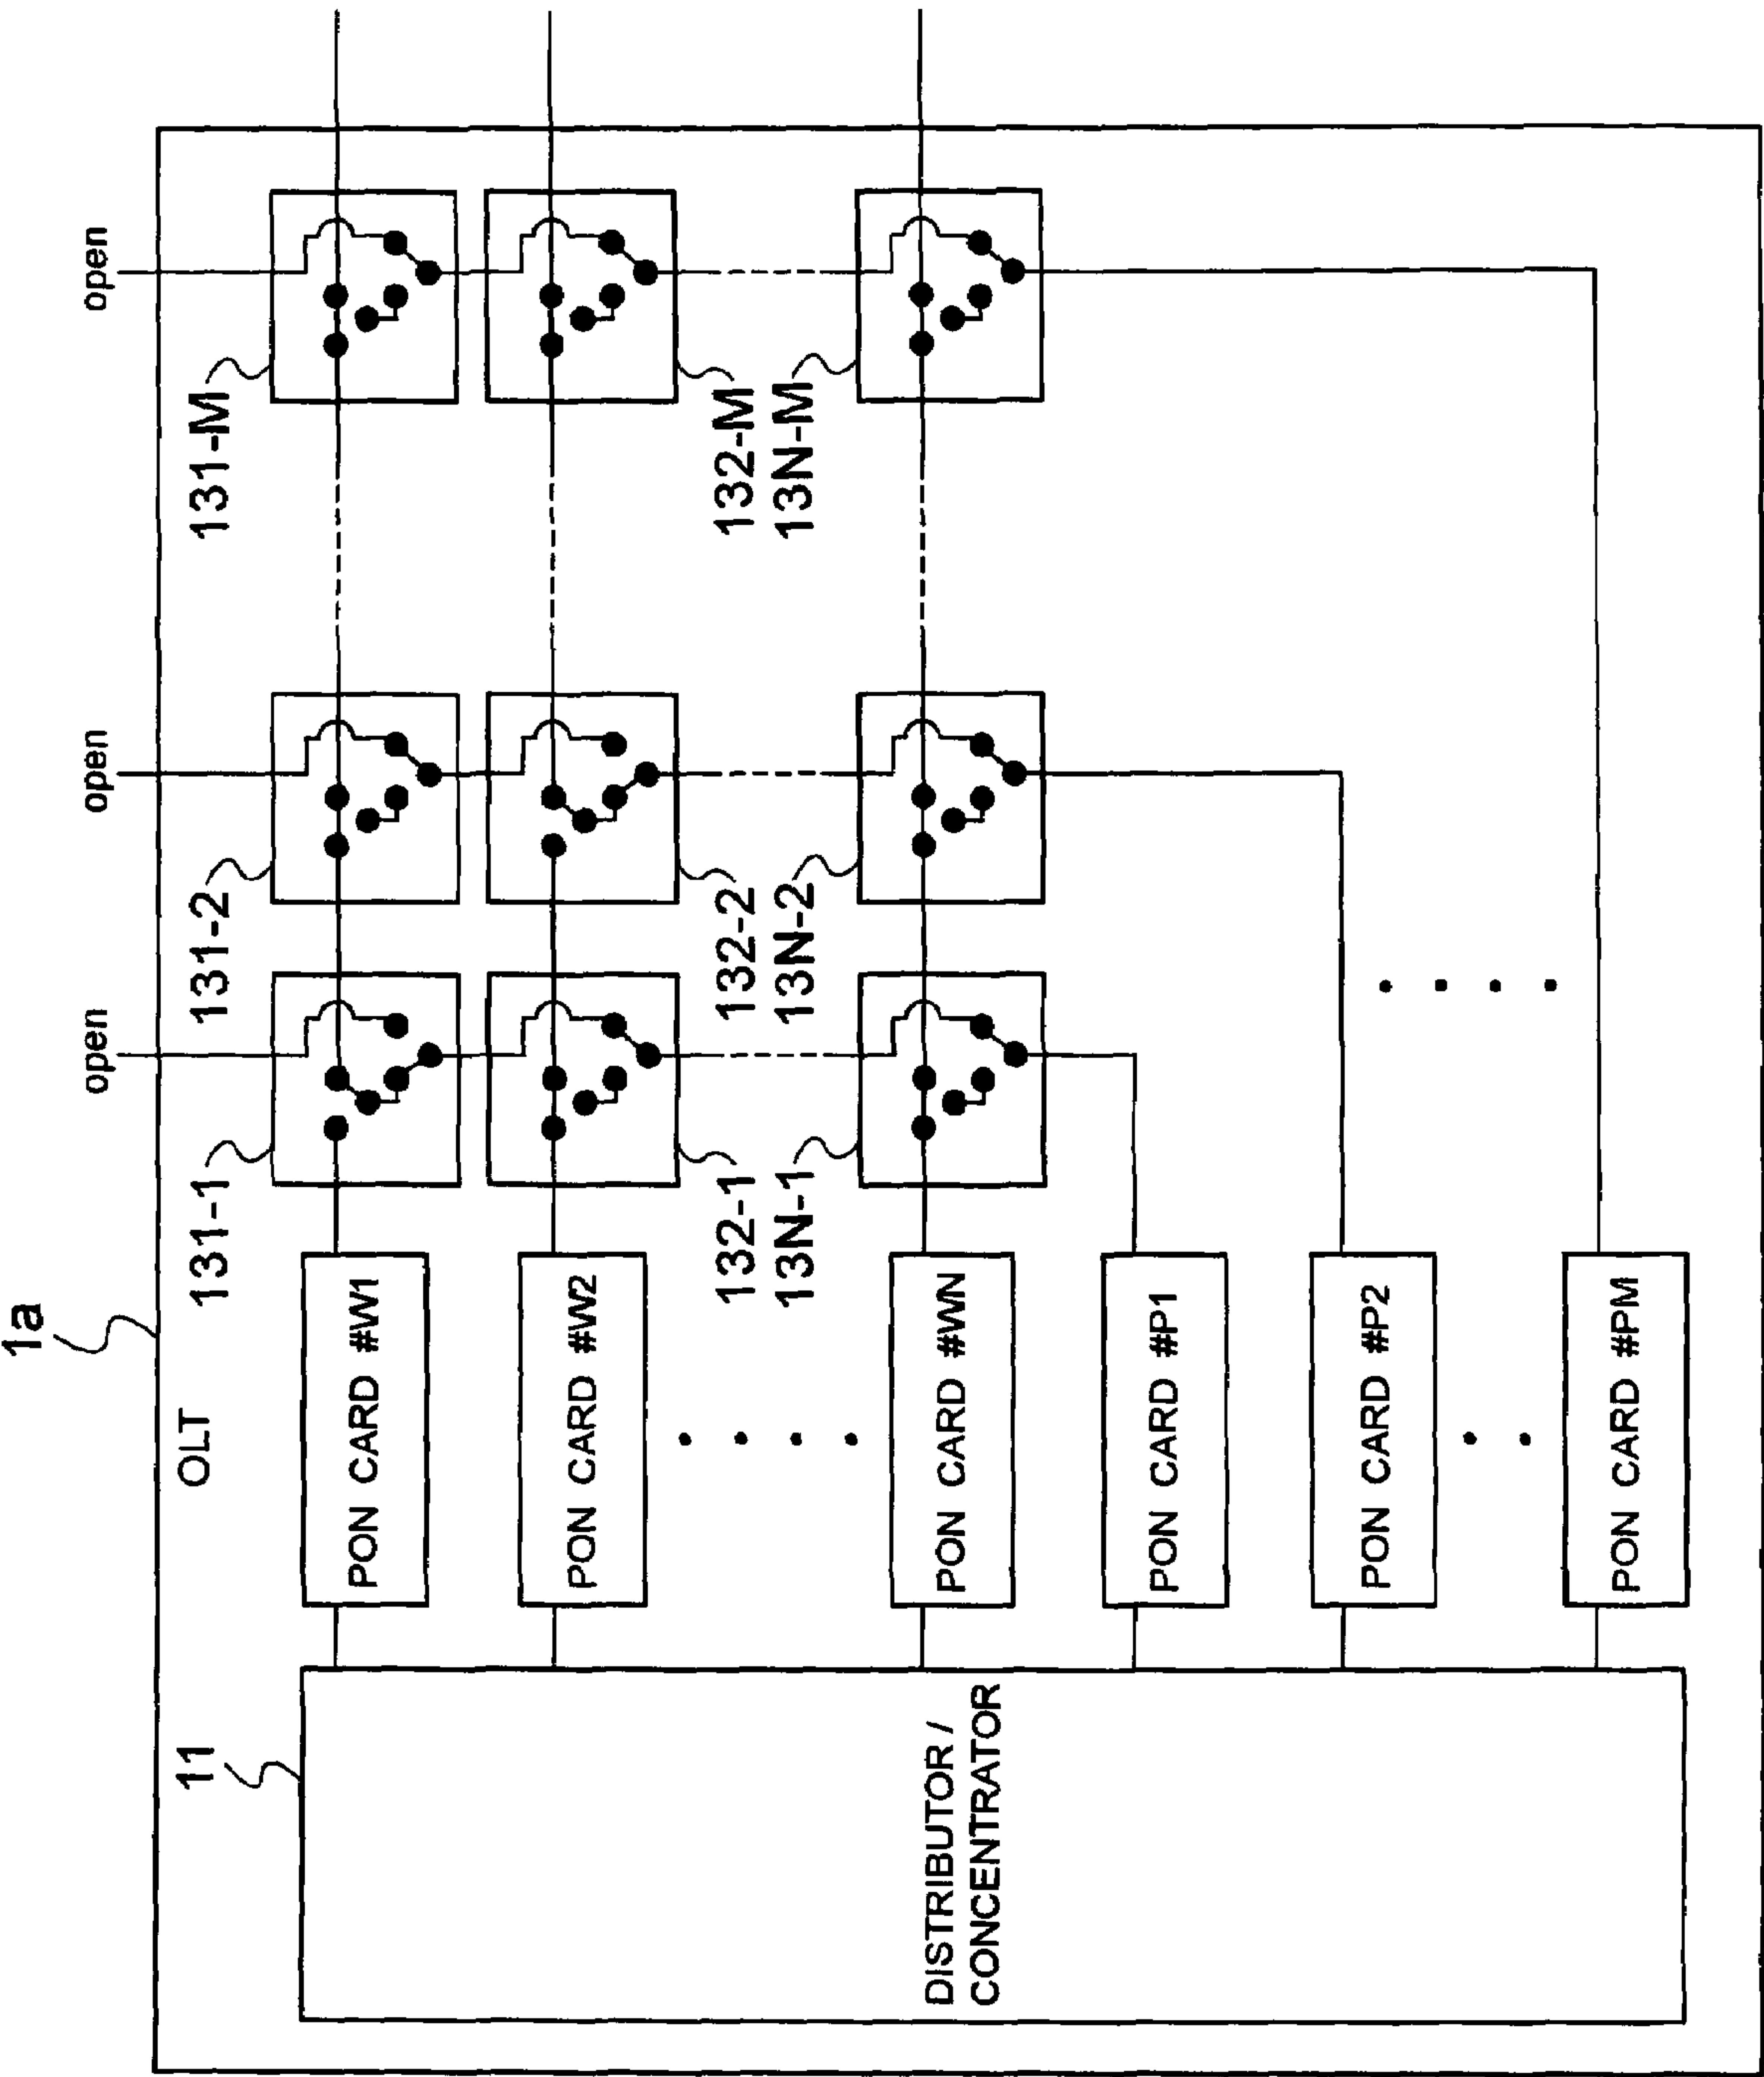 1a
OLT
11
DISTRIBUTOR /
CONCENTRATOR
PON CARD #W1
PON CARD #W2
PON CARD #WN
PON CARD #P1
PON CARD #P2
PON CARD #PM
open
open
open
131-1
131-2
131-M
132-1
132-2
132-M
13N-1
13N-2
13N-M